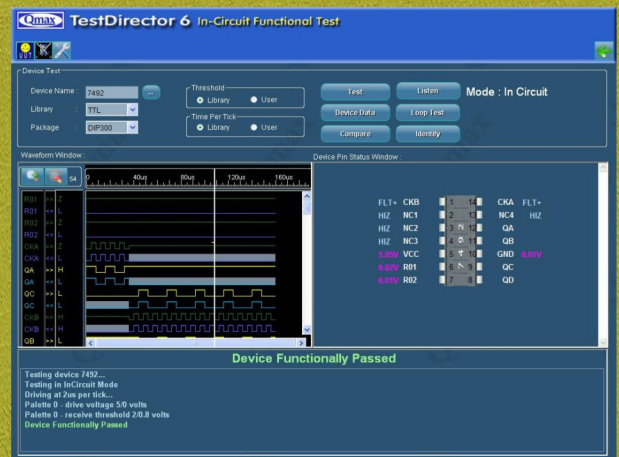 Qmax TestDirector 6 In-Circuit Functional Test
UUT
Device Test
Device Name : 7492 ...
Library : TTL
Package : DIP300
Threshold
Library User
Time Per Tick
Library User
Test Listen
Device Data Loop Test
Compare Identify
Mode : In Circuit
Waveform Window :
54
0 40us 80us 120us 160us
R01 >> Z
R01 << L
R02 >> Z
R02 << L
CKA >> Z
CKA << L
QA >> H
QA << L
QC >> L
QC << L
CKB >> H
CKB << H
QB >> L
Device Pin Status Window :
FLT+ CKB 1 14 CKA FLT+
HIZ NC1 2 13 NC4 HIZ
HIZ NC2 3 12 QA
HIZ NC3 4 11 QB
5.05V VCC 5 10 GND 0.01V
0.02V R01 6 9 QC
0.01V R02 7 8 QD
7492
Device Functionally Passed
Testing device 7492...
Testing in InCircuit Mode
Driving at 2us per tick...
Palette 0 - drive voltage 5/0 volts
Palette 0 - receive threshold 2/0.8 volts
Device Functionally Passed